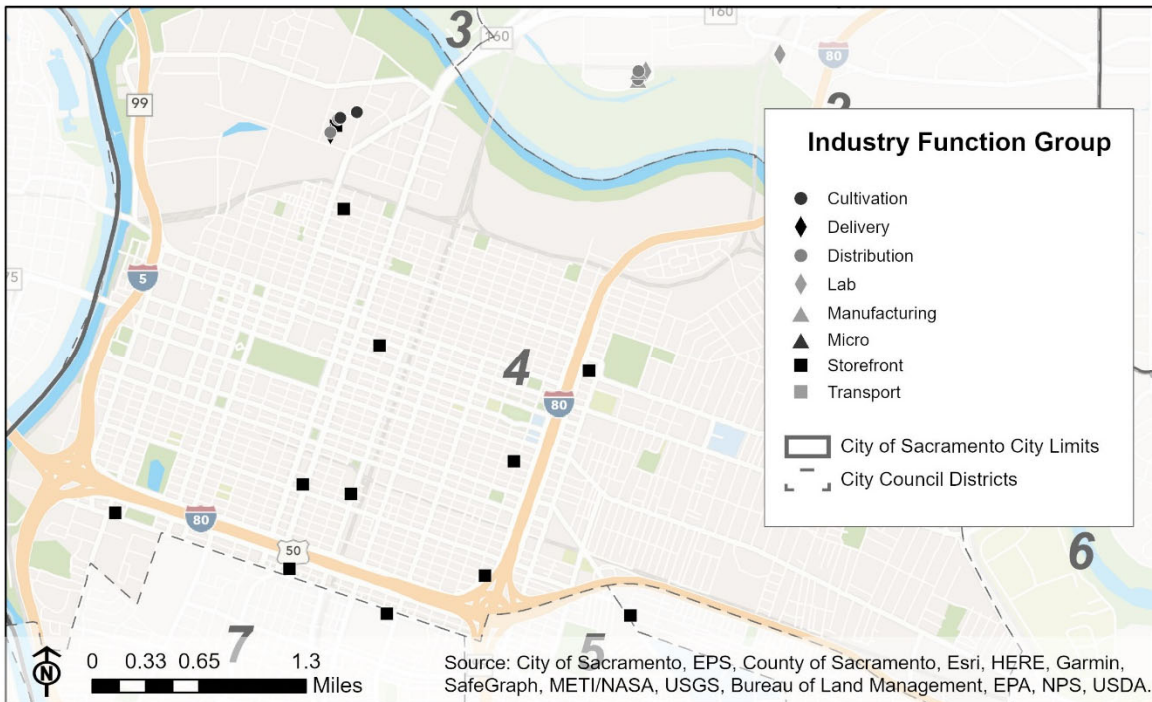 3
160
160
80
99
2
Industry Function Group
Cultivation
Delivery
Distribution
Lab
Manufacturing
Micro
Storefront
Transport
City of Sacramento City Limits
City Council Districts
5
75
4
80
80
50
6
7
5
N
0 0.33 0.65 1.3
Miles
Source: City of Sacramento, EPS, County of Sacramento, Esri, HERE, Garmin,
SafeGraph, METI/NASA, USGS, Bureau of Land Management, EPA, NPS, USDA.